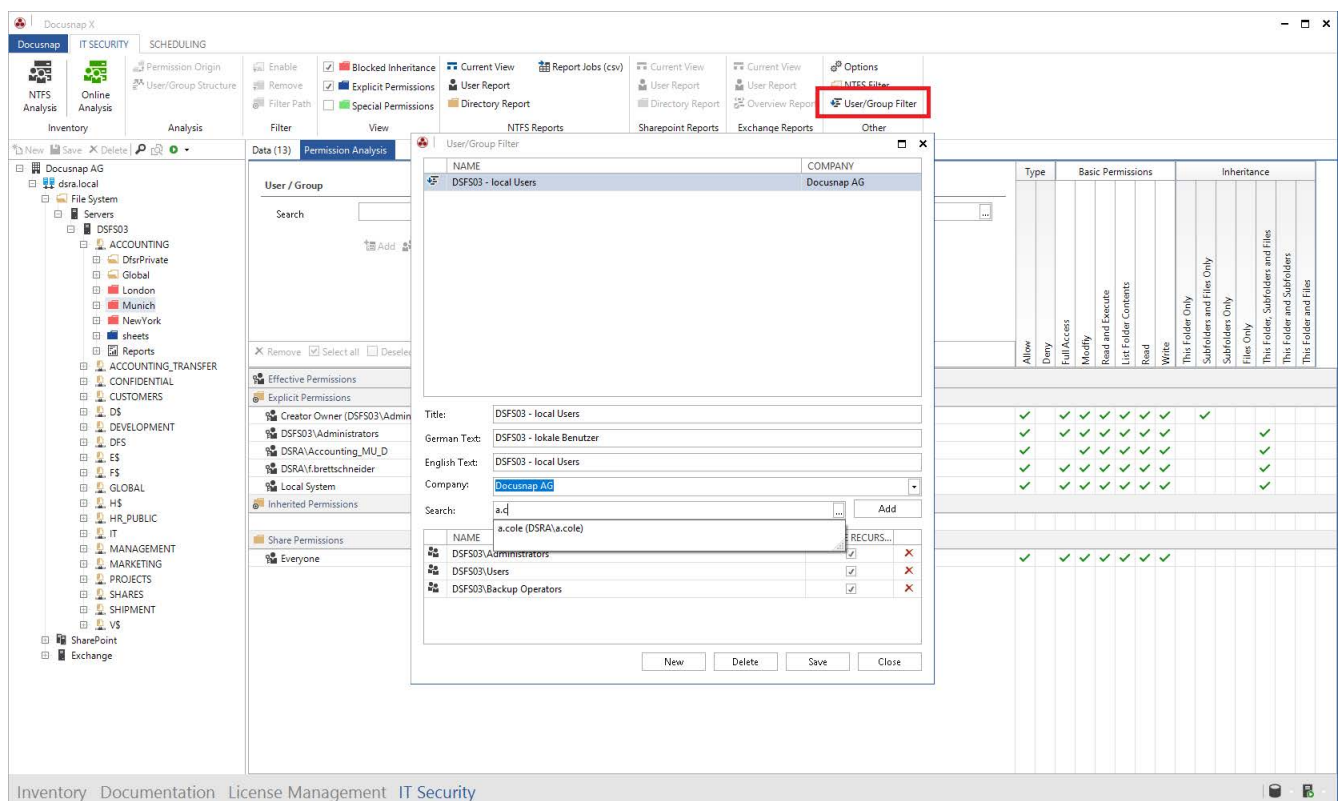 Docusnap X
Docusnap IT SECURITY SCHEDULING
NTFS Analysis
Online Analysis
Permission Origin
User/Group Structure
Enable
Remove
Filter Path
Blocked Inheritance
Explicit Permissions
Special Permissions
Current View
User Report
Directory Report
Report Jobs (csv)
Current View
User Report
Directory Report
Current View
User Report
Overview Report
Options
NTFS Filter
User/Group Filter
Inventory Analysis Filter View NTFS Reports Sharepoint Reports Exchange Reports Other
New Save Delete
Docusnap AG
dsra.local
File System
Servers
DSFS03
ACCOUNTING
DfsrPrivate
Global
London
Munich
NewYork
sheets
Reports
ACCOUNTING_TRANSFER
CONFIDENTIAL
CUSTOMERS
D$
DEVELOPMENT
DFS
E$
F$
GLOBAL
H$
HR_PUBLIC
IT
MANAGEMENT
MARKETING
PROJECTS
SHARES
SHIPMENT
V$
SharePoint
Exchange
Data (13) Permission Analysis
User / Group
Search
...
Add
Remove Select all
Effective Permissions
Explicit Permissions
Creator Owner (DSFS03\Admin
DSFS03\Administrators
DSRA\Accounting_MU_D
DSRA\f.brettschneider
Local System
Inherited Permissions
Share Permissions
Everyone
User/Group Filter
NAME COMPANY
DSFS03 - local Users Docusnap AG
Title: DSFS03 - local Users
German Text: DSFS03 - lokale Benutzer
English Text: DSFS03 - local Users
Company: Docusnap AG
Search: a.c ... Add
a.cole (DSRA\a.cole)
NAME RECURS...
DSFS03\Administrators
DSFS03\Users
DSFS03\Backup Operators
New Delete Save Close
Type Basic Permissions Inheritance
Allow
Deny
Full Access
Modify
Read and Execute
List Folder Contents
Read
Write
This Folder Only
Subfolders and Files Only
Subfolders Only
Files Only
This Folder, Subfolders and Files
This Folder and Subfolders
This Folder and Files
Inventory Documentation License Management IT Security